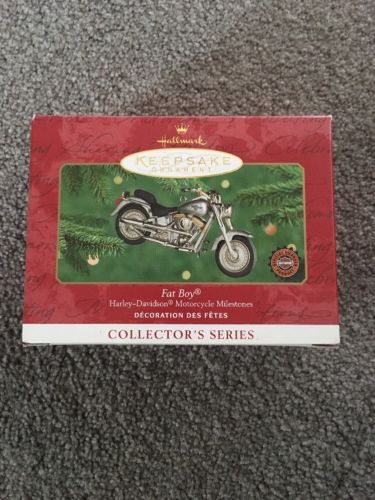 Hallmark
KEEPSAKE
ORNAMENT
Fat Boy®
Harley-Davidson® Motorcycle Milestones
DÉCORATION DES FÊTES
COLLECTOR'S SERIES